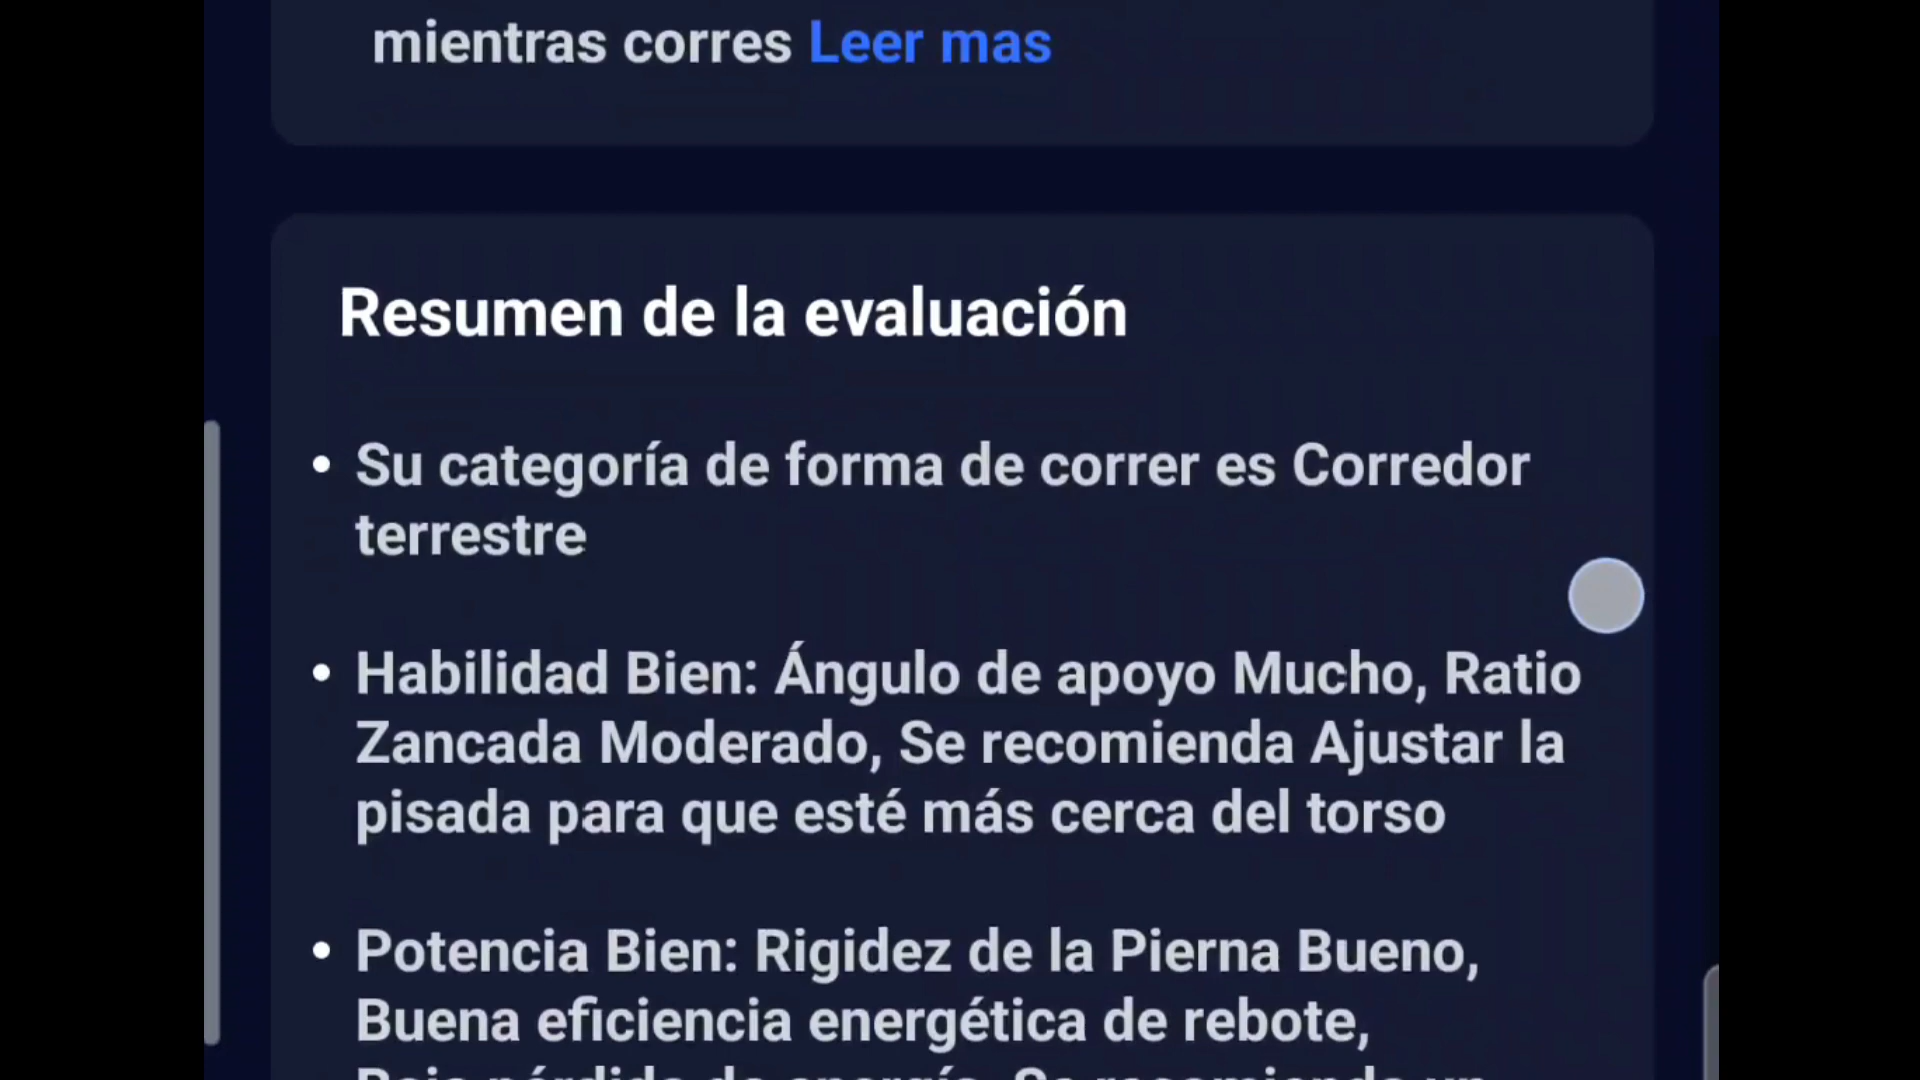 mientras corres Leer mas
Resumen de la evaluación
• Su categoría de forma de correr es Corredor
terrestre
• Habilidad Bien: Ángulo de apoyo Mucho, Ratio
Zancada Moderado, Se recomienda Ajustar la
pisada para que esté más cerca del torso
• Potencia Bien: Rigidez de la Pierna Bueno,
Buena eficiencia energética de rebote,